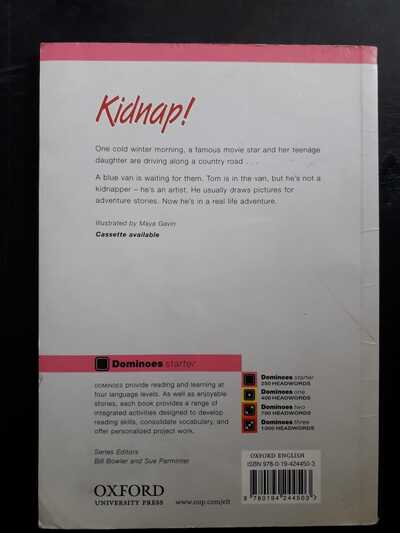 Kidnap!
One cold winter morning, a famous movie star and her teenage
daughter are driving along a country road . . .
A blue van is waiting for them. Tom is in the van, but he's not a
kidnapper – he's an artist. He usually draws pictures for
adventure stories. Now he's in a real life adventure.
Illustrated by Maya Gavin
Cassette available
Dominoes starter
DOMINOES provide reading and learning at
four language levels. As well as enjoyable
stories, each book provides a range of
integrated activities designed to develop
reading skills, consolidate vocabulary, and
offer personalized project work.
Series Editors
Bill Bowler and Sue Parminter
Dominoes starter
250 HEADWORDS
Dominoes one
400 HEADWORDS
Dominoes two
700 HEADWORDS
Dominoes three
1000 HEADWORDS
OXFORD
UNIVERSITY PRESS
www.oup.com/elt
OXFORD ENGLISH
ISBN 978-0-19-424450-3
9 780194 244503